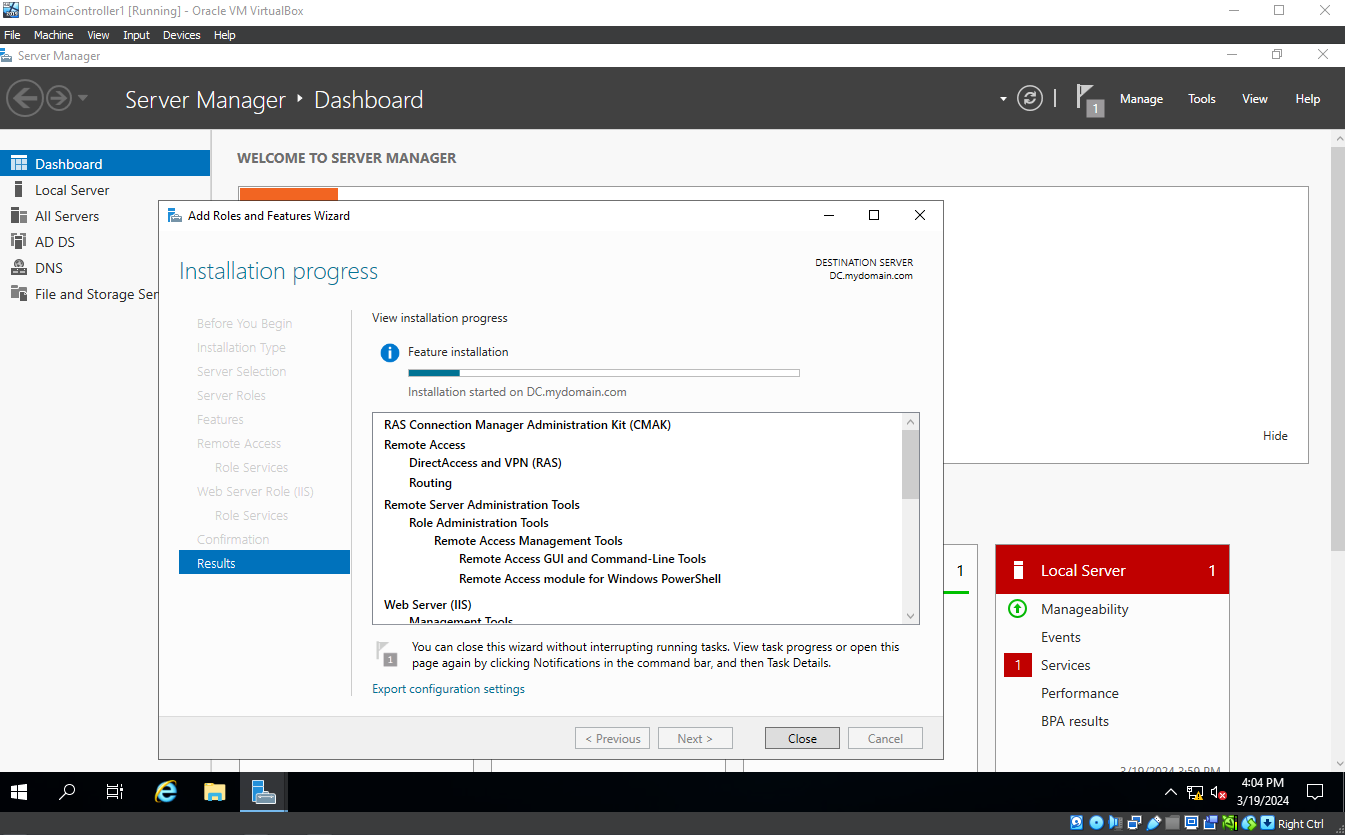 DomainController1 [Running] - Oracle VM VirtualBox
File Machine View Input Devices Help
Server Manager
Server Manager Dashboard
1
Manage Tools View Help
Dashboard
Local Server
All Servers
AD DS
DNS
File and Storage Ser
WELCOME TO SERVER MANAGER
Add Roles and Features Wizard
Installation progress
DESTINATION SERVER
DC.mydomain.com
Before You Begin
Installation Type
Server Selection
Server Roles
Features
Remote Access
Role Services
Web Server Role (IIS)
Role Services
Confirmation
Results
View installation progress
Feature installation
Installation started on DC.mydomain.com
RAS Connection Manager Administration Kit (CMAK)
Remote Access
DirectAccess and VPN (RAS)
Routing
Remote Server Administration Tools
Role Administration Tools
Remote Access Management Tools
Remote Access GUI and Command-Line Tools
Remote Access module for Windows PowerShell
Web Server (IIS)
Management Tools
1
You can close this wizard without interrupting running tasks. View task progress or open this
page again by clicking Notifications in the command bar, and then Task Details.
Export configuration settings
< Previous Next > Close Cancel
Hide
1
Local Server 1
Manageability
Events
1 Services
Performance
BPA results
3/19/2024 3:59 PM
4:04 PM
3/19/2024
Right Ctrl